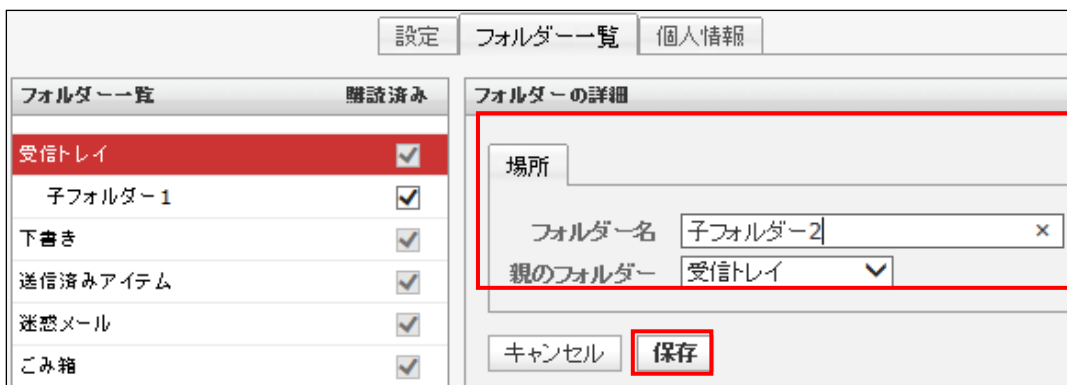 設定 フォルダー一覧 個人情報
フォルダー一覧 購読済み
受信トレイ
子フォルダー1
下書き
送信済みアイテム
迷惑メール
ごみ箱
フォルダーの詳細
場所
フォルダー名 子フォルダー2 ×
親のフォルダー 受信トレイ
キャンセル 保存